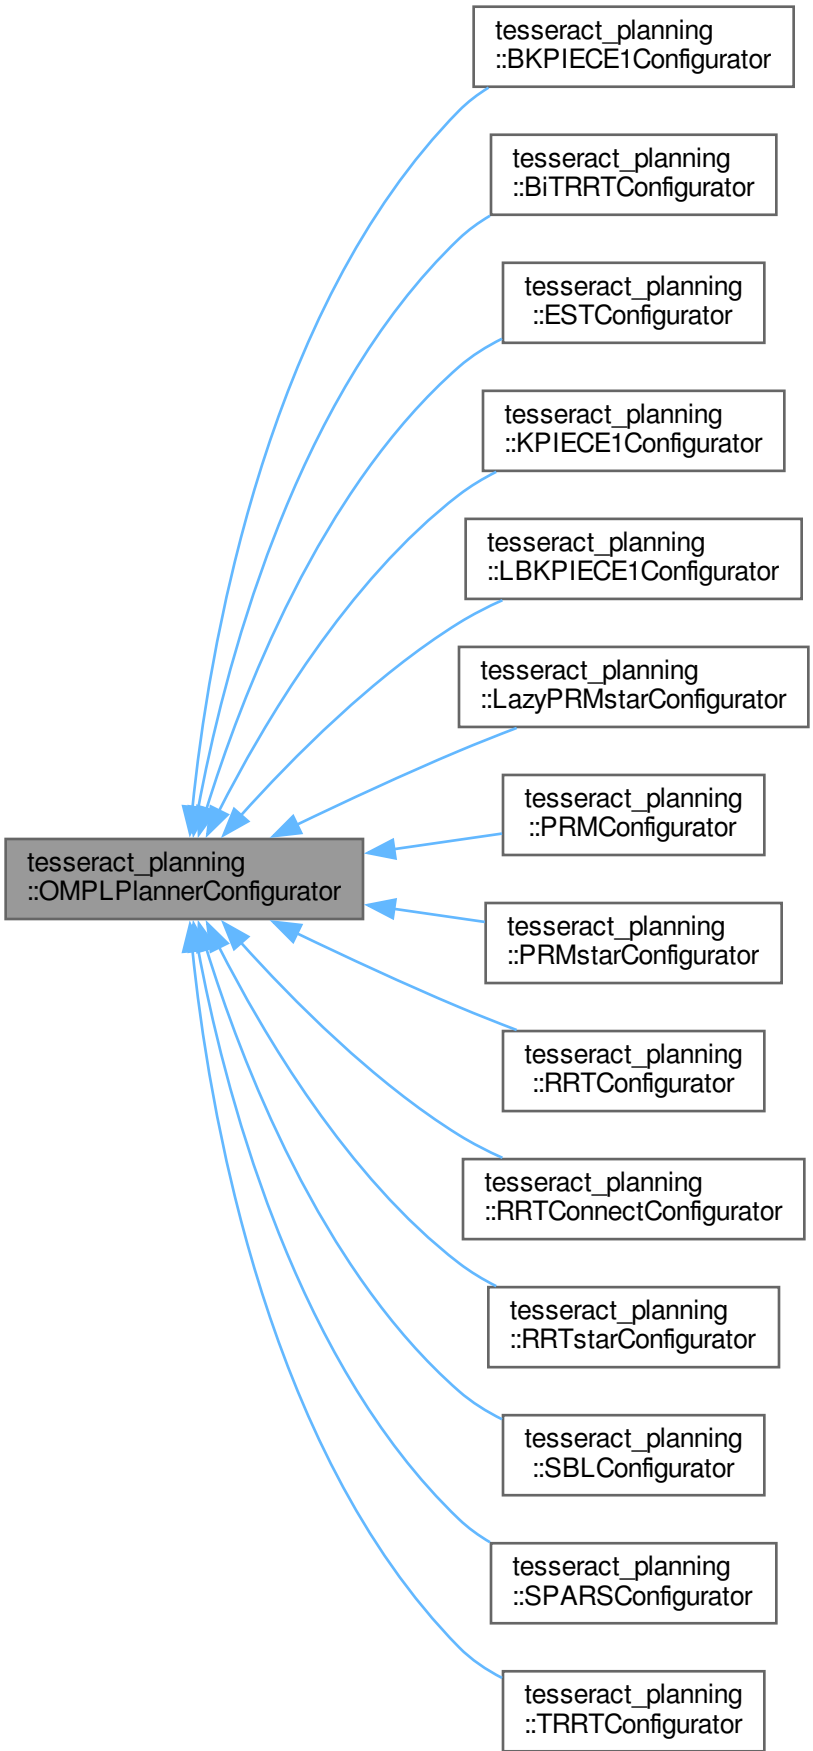 tesseract_planning
::BKPIECE1Configurator
tesseract_planning
::BiTRRTConfigurator
tesseract_planning
::ESTConfigurator
tesseract_planning
::KPIECE1Configurator
tesseract_planning
::LBKPIECE1Configurator
tesseract_planning
::LazyPRMstarConfigurator
tesseract_planning
::PRMConfigurator
tesseract_planning
::OMPLPlannerConfigurator
tesseract_planning
::PRMstarConfigurator
tesseract_planning
::RRTConfigurator
tesseract_planning
::RRTConnectConfigurator
tesseract_planning
::RRTstarConfigurator
tesseract_planning
::SBLConfigurator
tesseract_planning
::SPARSConfigurator
tesseract_planning
::TRRTConfigurator